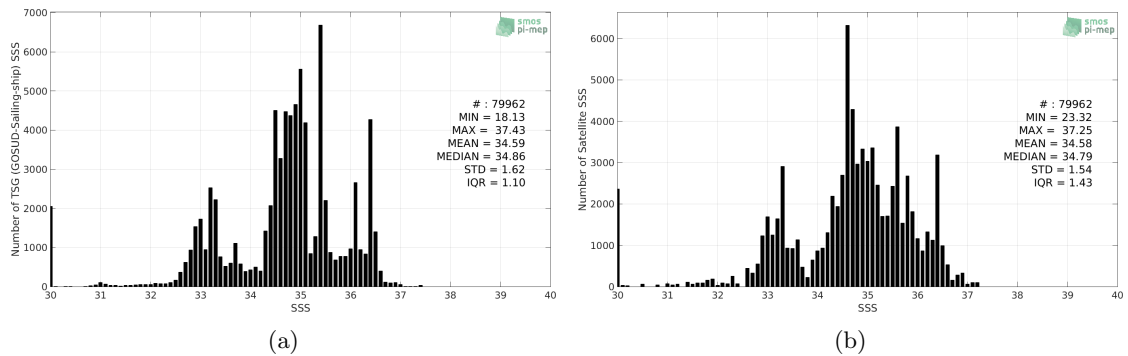 7000
6000
5000
4000
3000
2000
1000
0
Number of TSG (GOSUD-Sailing-ship) SSS
30 31 32 33 34 35 36 37 38 39 40
SSS
smos
pi-mep
# : 79962
MIN = 18.13
MAX = 37.43
MEAN = 34.59
MEDIAN = 34.86
STD = 1.62
IQR = 1.10
(a)
6000
5000
4000
3000
2000
1000
0
Number of Satellite SSS
30 31 32 33 34 35 36 37 38 39 40
SSS
smos
pi-mep
# : 79962
MIN = 23.32
MAX = 37.25
MEAN = 34.58
MEDIAN = 34.79
STD = 1.54
IQR = 1.43
(b)